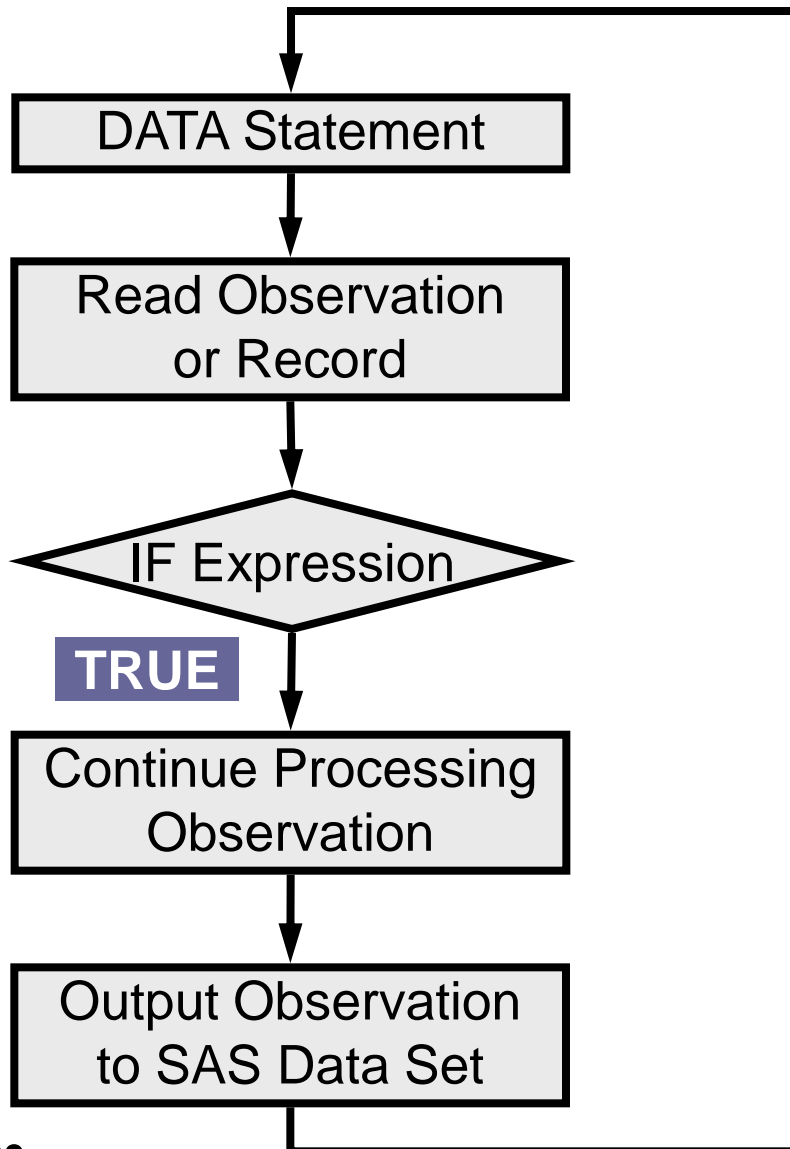 DATA Statement
Read Observation
or Record
IF Expression
TRUE
Continue Processing
Observation
Output Observation
to SAS Data Set